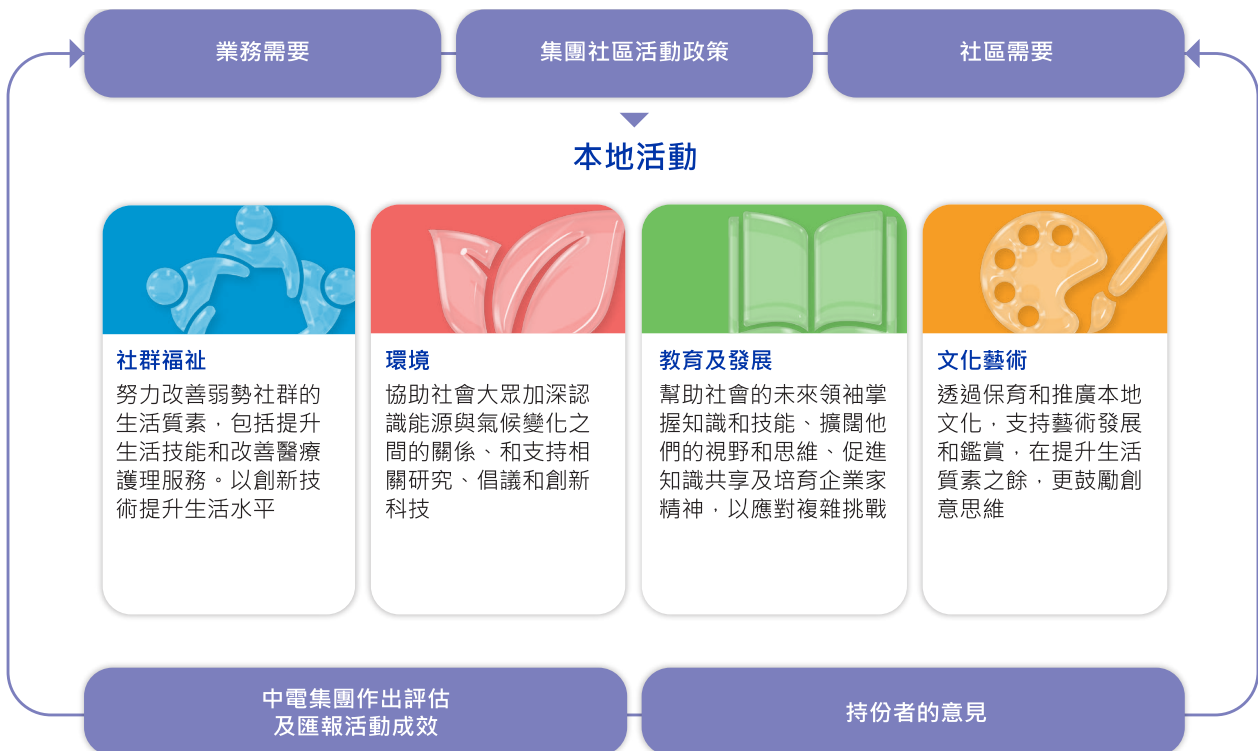 業務需要
集團社區活動政策
社區需要
本地活動
社群福祉
努力改善弱勢社群的
生活質素，包括提升
生活技能和改善醫療
護理服務。以創新技
術提升生活水平
環境
協助社會大眾加深認
識能源與氣候變化之
間的關係、和支持相
關研究、倡議和創新
科技
教育及發展
幫助社會的未來領袖掌
握知識和技能、擴闊他
們的視野和思維、促進
知識共享及培育企業家
精神，以應對複雜挑戰
文化藝術
透過保育和推廣本地
文化，支持藝術發展
和鑑賞，在提升生活
質素之餘，更鼓勵創
意思維
中電集團作出評估
及匯報活動成效
持份者的意見